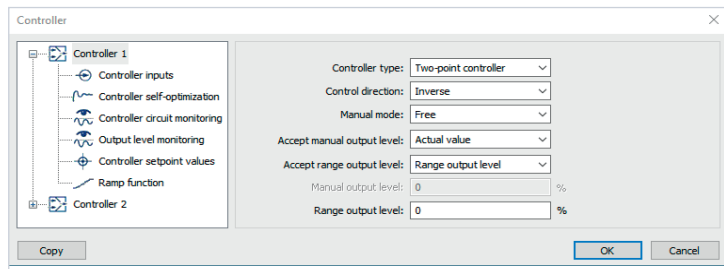 Controller
Controller 1
Controller inputs
Controller self-optimization
Controller circuit monitoring
Output level monitoring
Controller setpoint values
Ramp function
Controller 2
Controller type: Two-point controller
Control direction: Inverse
Manual mode: Free
Accept manual output level: Actual value
Accept range output level: Range output level
Manual output level: 0 %
Range output level: 0 %
Copy OK Cancel